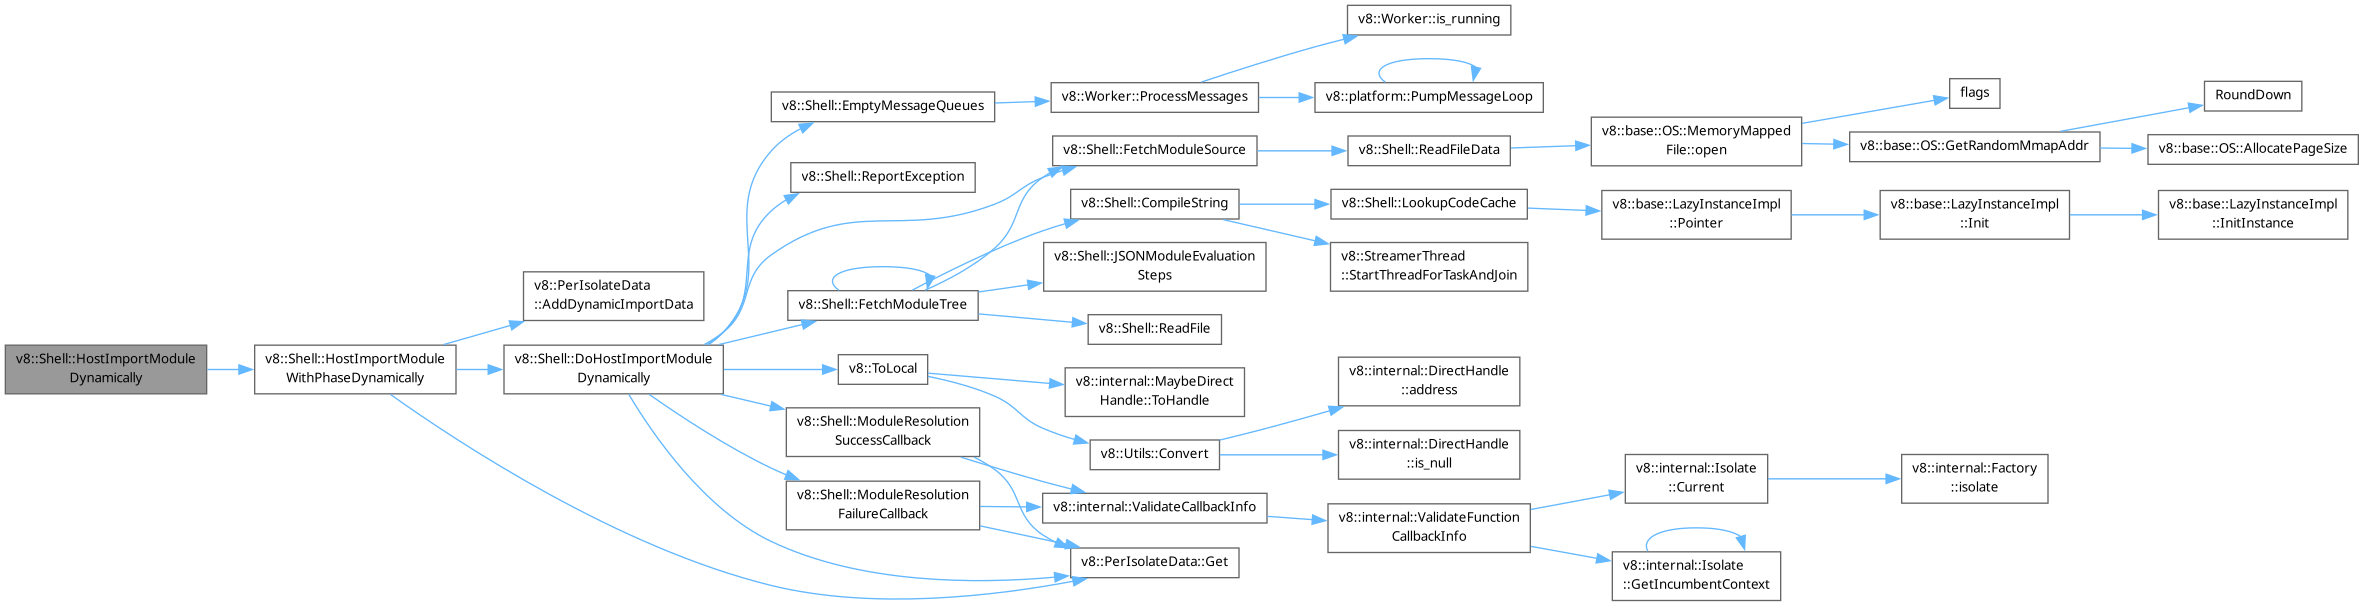 v8::Shell::HostImportModule
Dynamically
v8::Shell::HostImportModule
WithPhaseDynamically
v8::PerIsolateData
::AddDynamicImportData
v8::Shell::DoHostImportModule
Dynamically
v8::Shell::EmptyMessageQueues
v8::Shell::ReportException
v8::Shell::FetchModuleTree
v8::ToLocal
v8::Shell::ModuleResolution
SuccessCallback
v8::Shell::ModuleResolution
FailureCallback
v8::Worker::ProcessMessages
v8::Shell::FetchModuleSource
v8::Shell::CompileString
v8::Shell::JSONModuleEvaluation
Steps
v8::Shell::ReadFile
v8::internal::MaybeDirect
Handle::ToHandle
v8::Utils::Convert
v8::internal::ValidateCallbackInfo
v8::PerIsolateData::Get
v8::Worker::is_running
v8::platform::PumpMessageLoop
v8::Shell::ReadFileData
v8::Shell::LookupCodeCache
v8::StreamerThread
::StartThreadForTaskAndJoin
v8::internal::DirectHandle
::address
v8::internal::DirectHandle
::is_null
v8::internal::ValidateFunction
CallbackInfo
v8::base::OS::MemoryMapped
File::open
v8::base::LazyInstanceImpl
::Pointer
v8::internal::Isolate
::Current
v8::internal::Isolate
::GetIncumbentContext
flags
v8::base::OS::GetRandomMmapAddr
v8::base::LazyInstanceImpl
::Init
v8::internal::Factory
::isolate
RoundDown
v8::base::OS::AllocatePageSize
v8::base::LazyInstanceImpl
::InitInstance